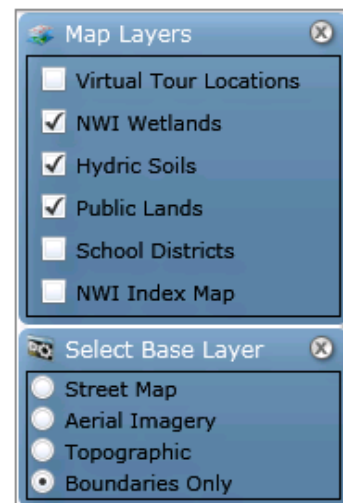 Map Layers
Virtual Tour Locations
NWI Wetlands
Hydric Soils
Public Lands
School Districts
NWI Index Map
Select Base Layer
Street Map
Aerial Imagery
Topographic
Boundaries Only